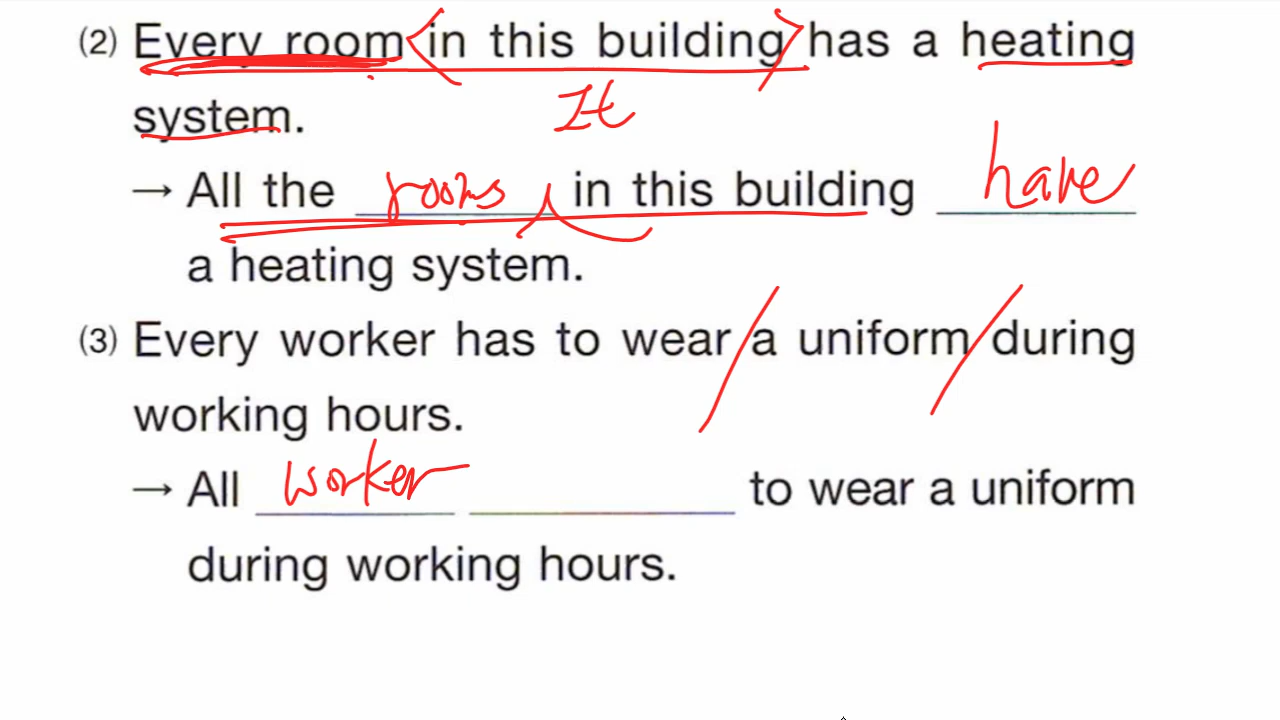 (2) Every room in this building has a heating
It
system.
→ All the rooms in this building have
a heating system.
(3) Every worker has to wear a uniform during
working hours.
→ All worker to wear a uniform
during working hours.